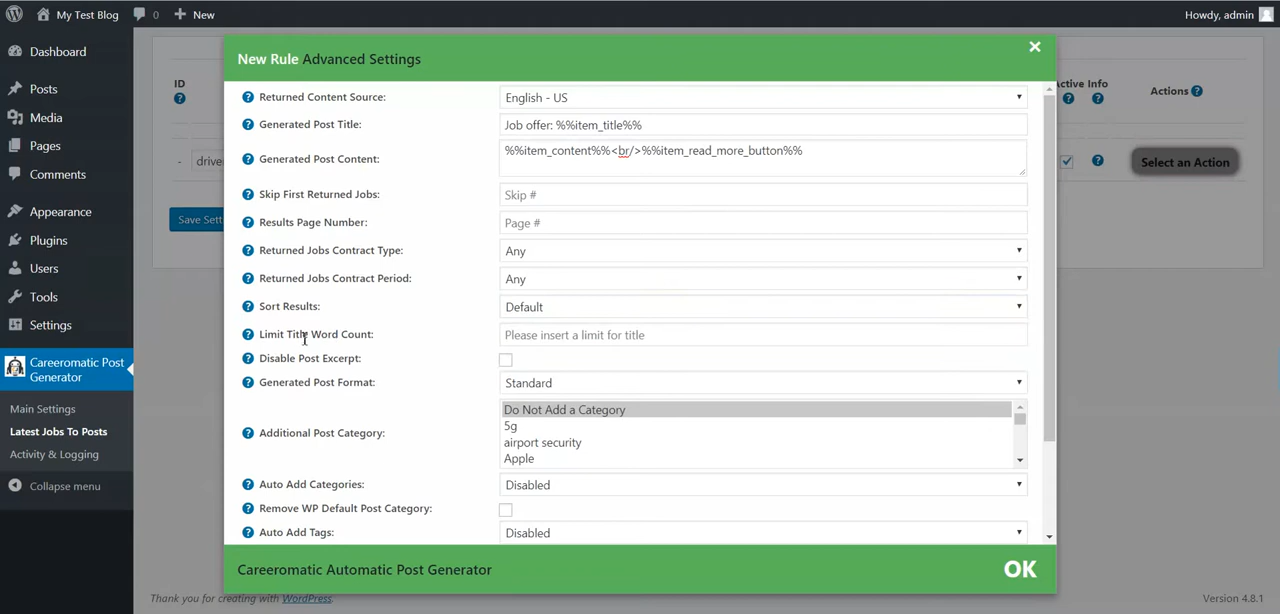 My Test Blog
0
New
Howdy, admin
Dashboard
Posts
Media
Pages
Comments
Appearance
Plugins
Users
Tools
Settings
Careeromatic Post
Generator
Main Settings
Latest Jobs To Posts
Activity & Logging
Collapse menu
ID
- drive
Save Sett
New Rule Advanced Settings
×
Returned Content Source: English - US
Generated Post Title: Job offer: %%item_title%%
Generated Post Content: %%item_content%%<br/>%%item_read_more_button%%
Skip First Returned Jobs: Skip #
Results Page Number: Page #
Returned Jobs Contract Type: Any
Returned Jobs Contract Period: Any
Sort Results: Default
Limit Title Word Count: Please insert a limit for title
Disable Post Excerpt:
Generated Post Format: Standard
Additional Post Category:
Do Not Add a Category
5g
airport security
Apple
Auto Add Categories: Disabled
Remove WP Default Post Category:
Auto Add Tags: Disabled
Careeromatic Automatic Post Generator
OK
ctive Info
Actions
Select an Action
Thank you for creating with WordPress.
Version 4.8.1